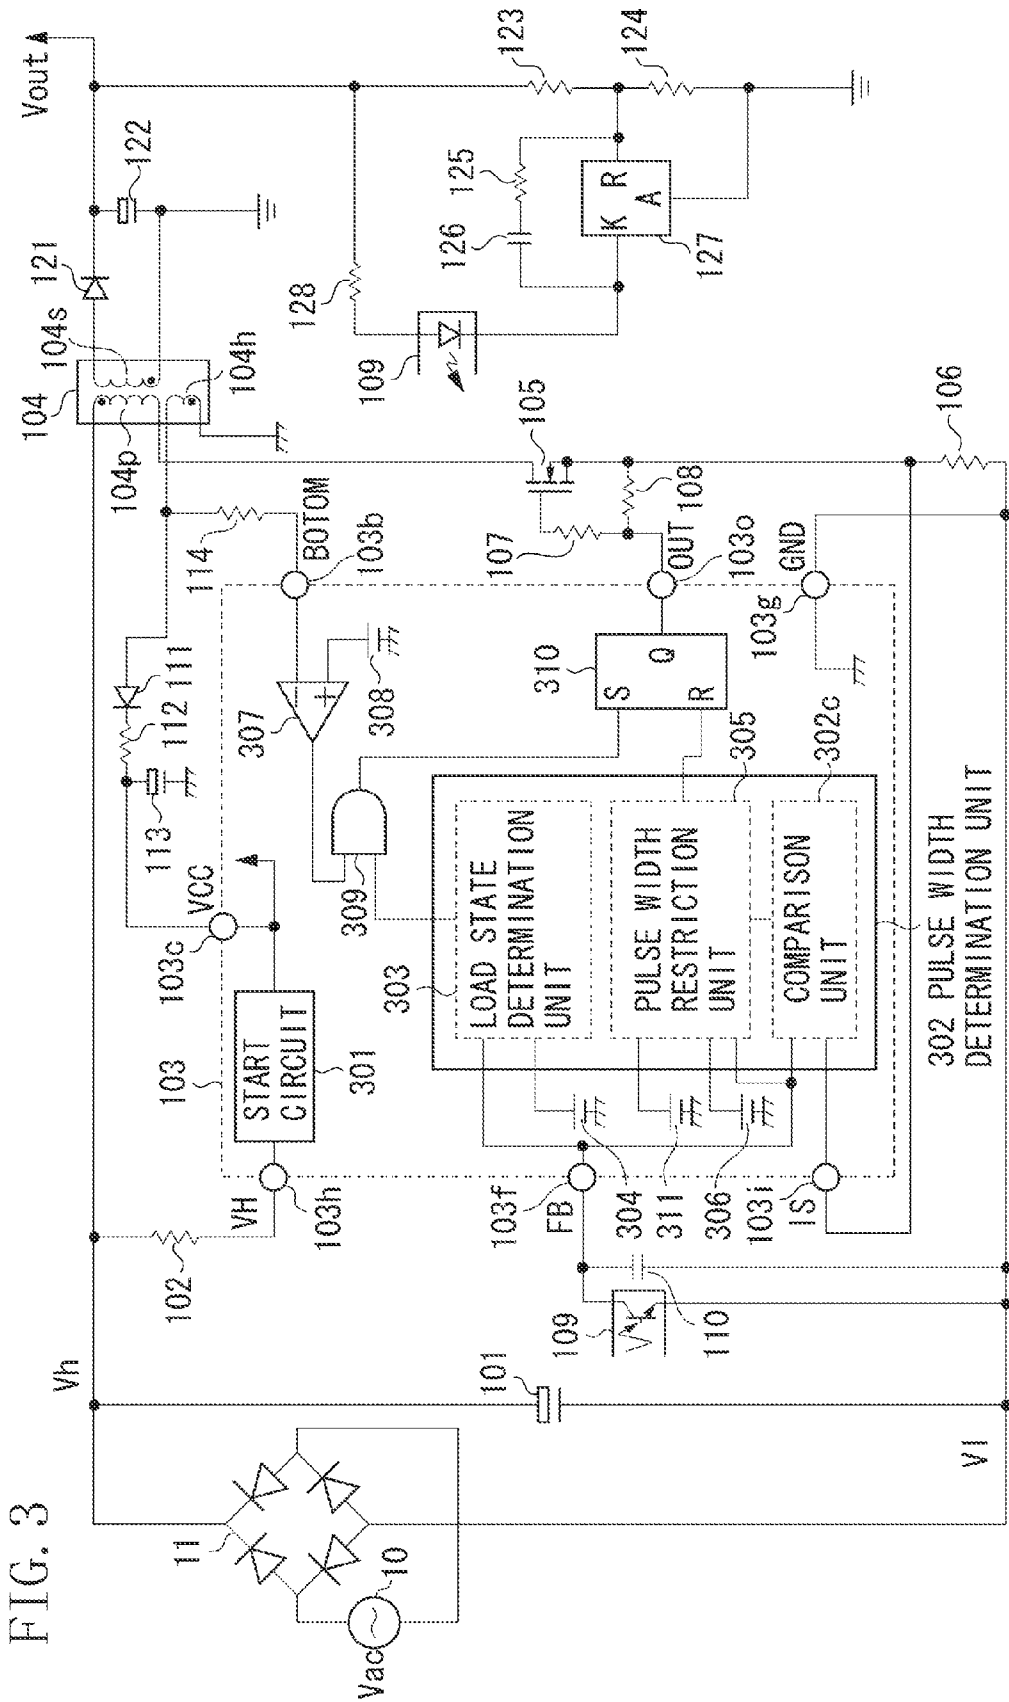 FIG. 3
Vac
10
11
Vh
Vl
101
102
VH
103h
103
START
CIRCUIT
301
103c
VCC
113
112
111
114
BOTOM
103b
307
308
309
303
LOAD STATE
DETERMINATION
UNIT
PULSE WIDTH
RESTRICTION
UNIT
305
COMPARISON
UNIT
302c
302 PULSE WIDTH
DETERMINATION UNIT
310
S
R
Q
OUT
103o
GND
103g
107
108
105
106
103f
FB
304
311
306
103i
IS
109
110
104
104p
104s
104h
121
122
Vout
123
124
125
126
K
R
A
127
128
109